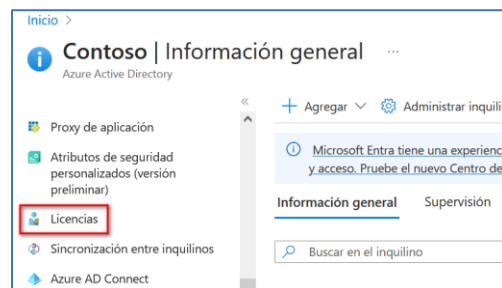 Inicio >
Contoso | Información general ...
Azure Active Directory
«
Proxy de aplicación
Atributos de seguridad
personalizados (versión
preliminar)
Licencias
Sincronización entre inquilinos
Azure AD Connect
+ Agregar Administrar inquili
Microsoft Entra tiene una experienc
y acceso. Pruebe el nuevo Centro de
Información general Supervisión
Buscar en el inquilino